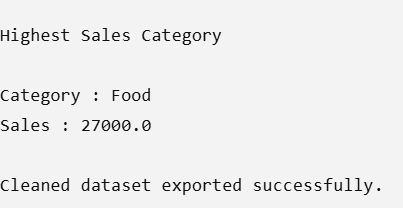 Highest Sales Category
Category : Food
Sales : 27000.0
Cleaned dataset exported successfully.